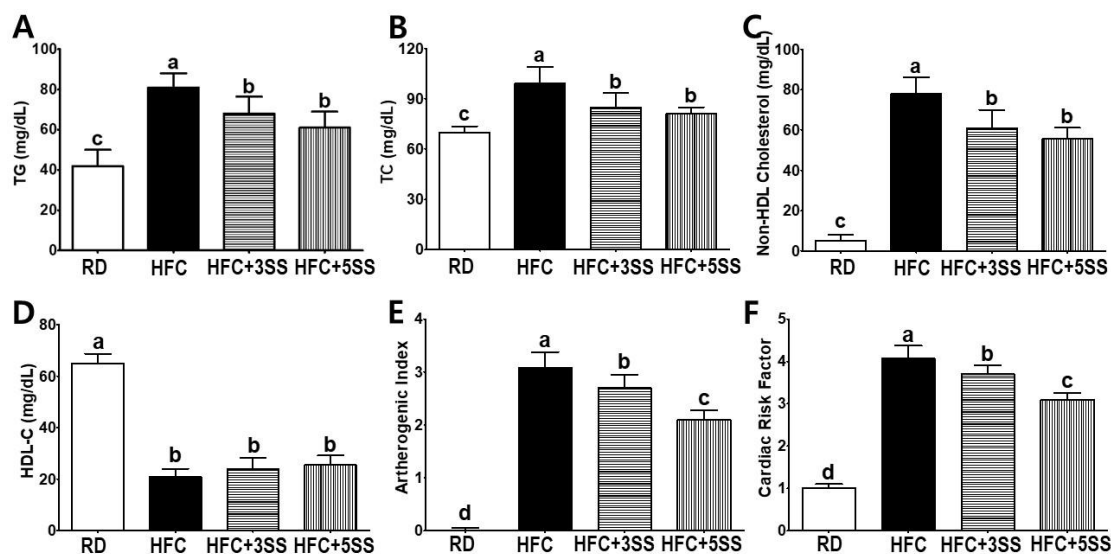 A
TG (mg/dL)
100
80
60
40
20
0
c
a
b
b
RD HFC HFC+3SS HFC+5SS
B
TC (mg/dL)
120
90
60
30
0
c
a
b
b
RD HFC HFC+3SS HFC+5SS
C
Non-HDL Cholesterol (mg/dL)
100
80
60
40
20
0
c
a
b
b
RD HFC HFC+3SS HFC+5SS
D
HDL-C (mg/dL)
80
60
40
20
0
a
b
b
b
RD HFC HFC+3SS HFC+5SS
E
Artherogenic Index
4
3
2
1
0
d
a
b
c
RD HFC HFC+3SS HFC+5SS
F
Cardiac Risk Factor
5
4
3
2
1
0
d
a
b
c
RD HFC HFC+3SS HFC+5SS